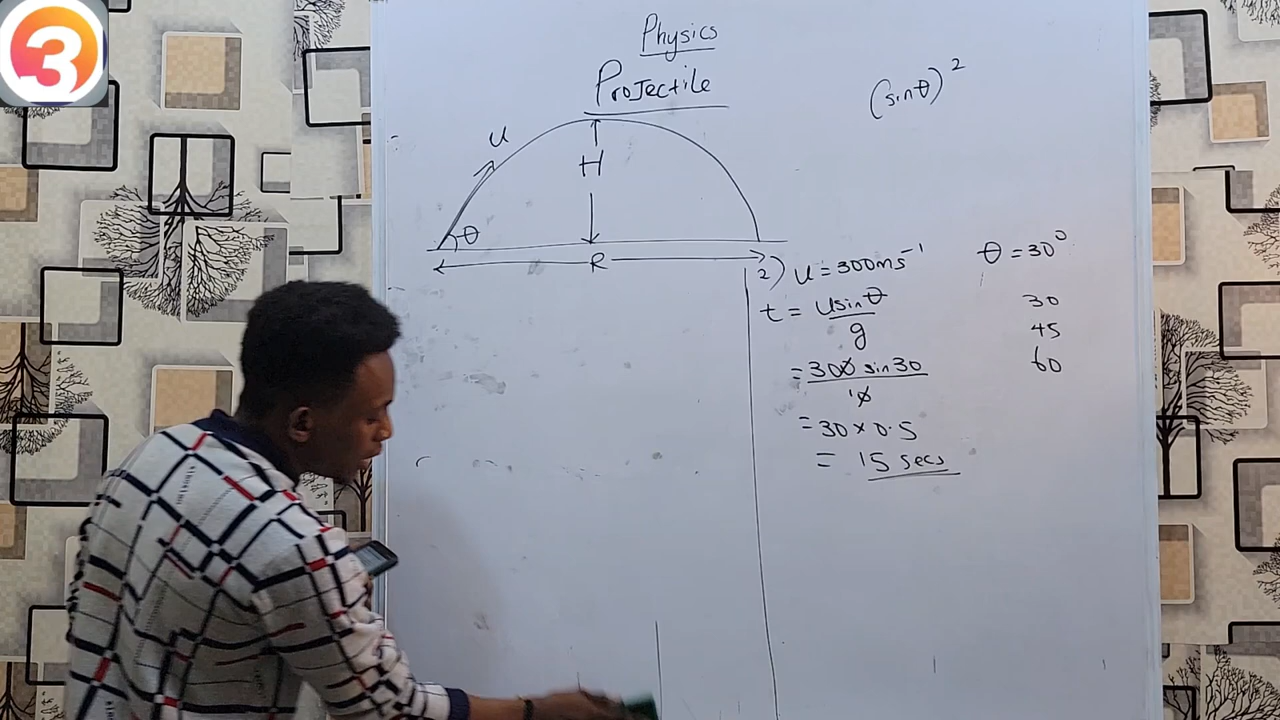 3
Physics
Projectile
(sinθ)²
u
H
θ
R
2) u = 300ms⁻¹ θ = 30°
t = usinθ/g
30
45
60
= 300 sin30/10
= 30 x 0.5
= 15 secs